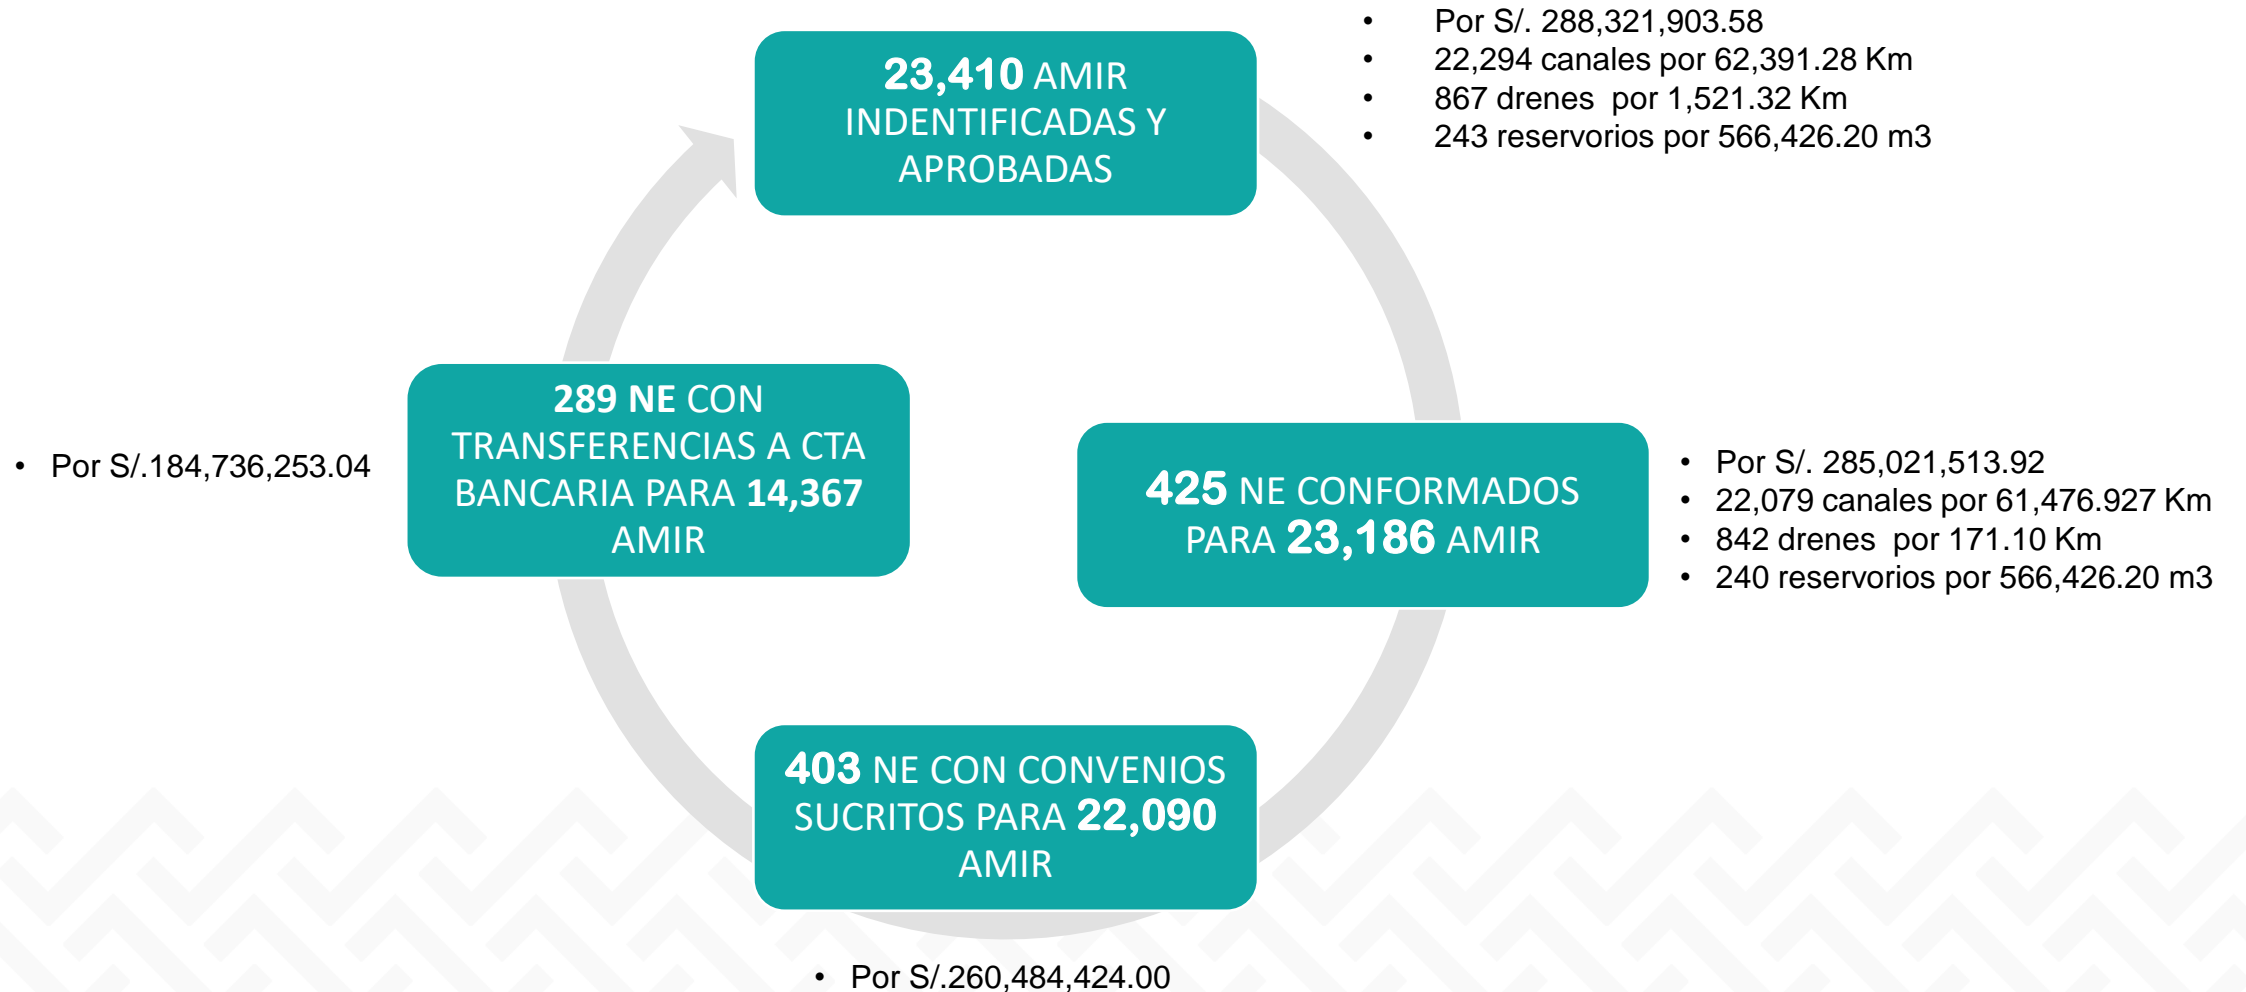 23,410 AMIR
INDENTIFICADAS Y
APROBADAS
• Por S/. 288,321,903.58
• 22,294 canales por 62,391.28 Km
• 867 drenes  por 1,521.32 Km
• 243 reservorios por 566,426.20 m3
425 NE CONFORMADOS
PARA 23,186 AMIR
• Por S/. 285,021,513.92
• 22,079 canales por 61,476.927 Km
• 842 drenes  por 171.10 Km
• 240 reservorios por 566,426.20 m3
403 NE CON CONVENIOS
SUCRITOS PARA 22,090
AMIR
• Por S/.260,484,424.00
289 NE CON
TRANSFERENCIAS A CTA
BANCARIA PARA 14,367
AMIR
• Por S/.184,736,253.04